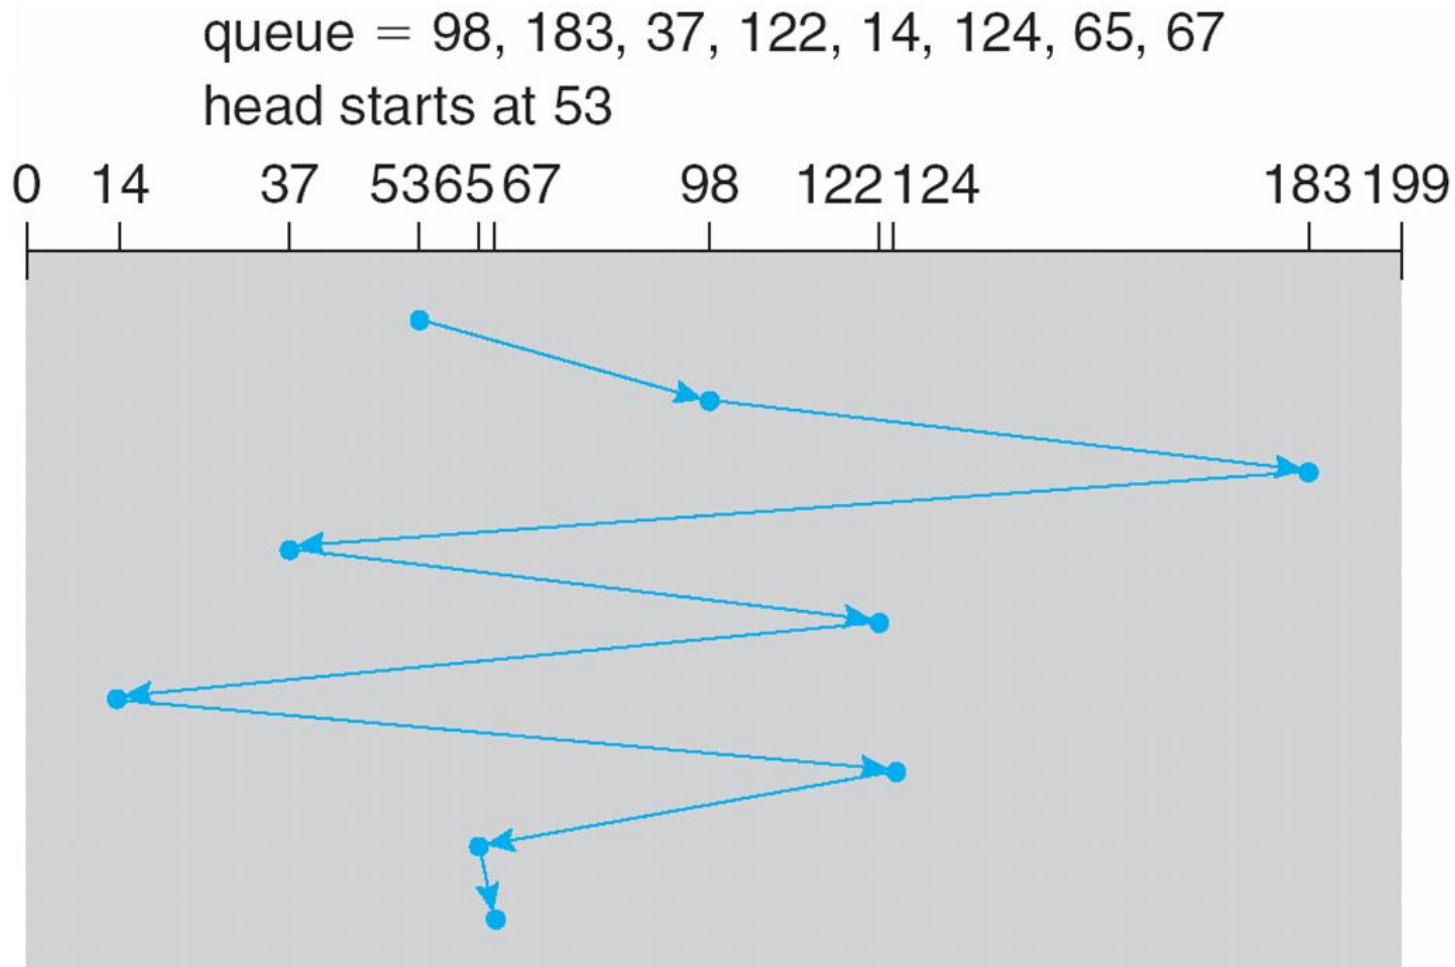 queue = 98, 183, 37, 122, 14, 124, 65, 67
head starts at 53
0 14 37 53 65 67 98 122 124 183 199